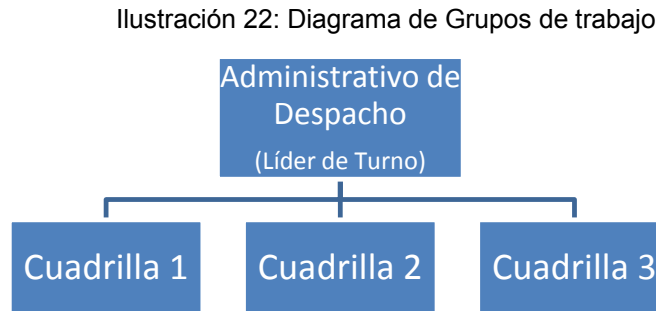 Ilustración 22: Diagrama de Grupos de trabajo
Administrativo de
Despacho
(Líder de Turno)
Cuadrilla 1
Cuadrilla 2
Cuadrilla 3